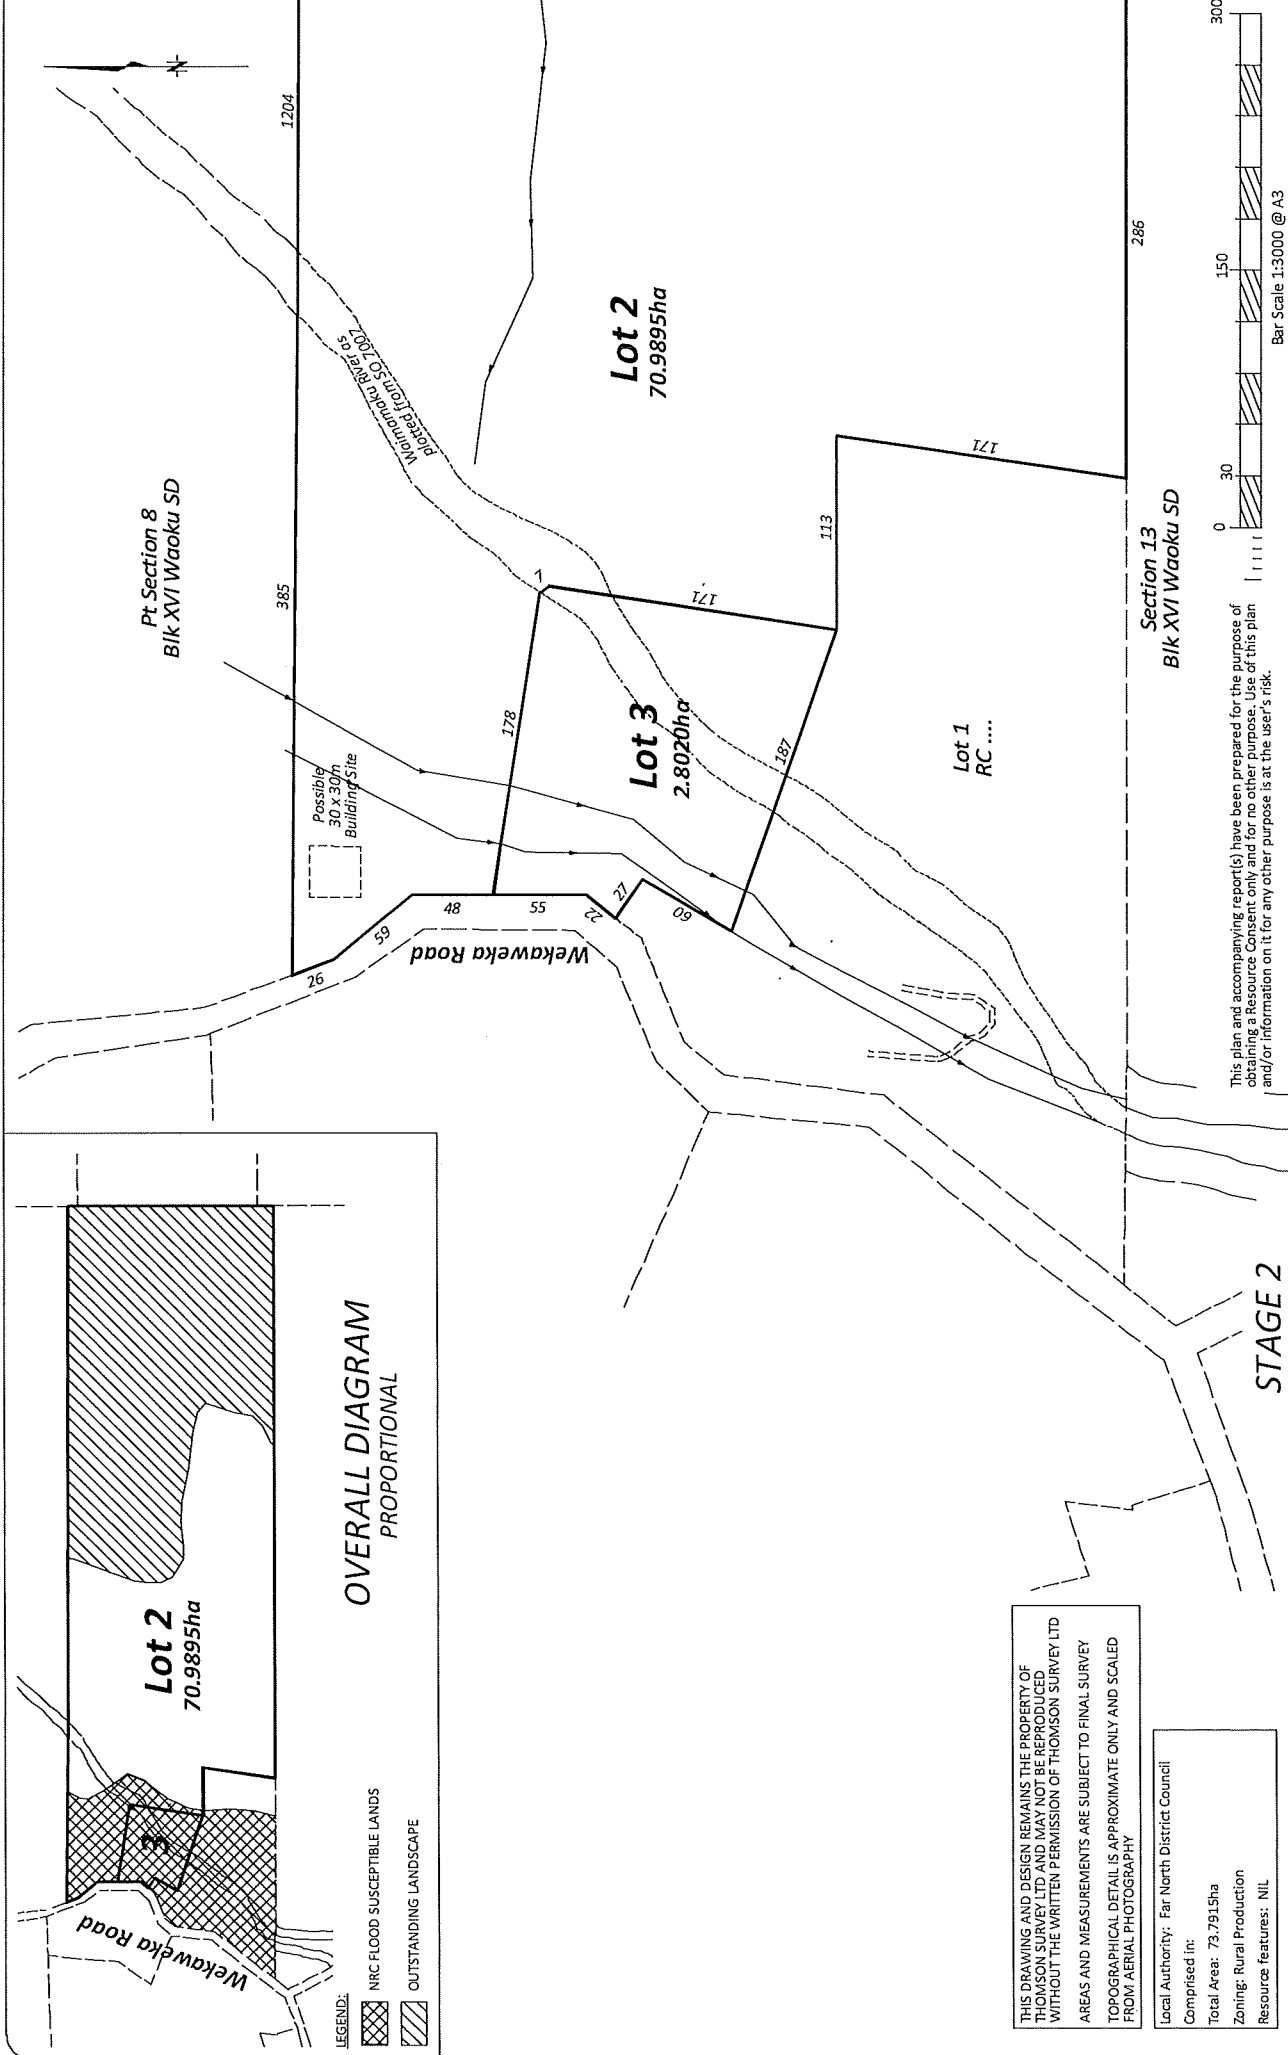 Lot 2
70.9895ha
3
Wekaweka Road
LEGEND:
NRC FLOOD SUSCEPTIBLE LANDS
OUTSTANDING LANDSCAPE
OVERALL DIAGRAM
PROPORTIONAL
N
1204
385
Pt Section 8
Blk XVI Waoku SD
Waimamaku River as
plotted from SO 7007
Possible
30 x 30m
Building Site
26
59
48
55
22
27
60
Wekaweka Road
178
7
171
187
Lot 3
2.8020ha
Lot 2
70.9895ha
113
171
286
Lot 1
RC ....
Section 13
Blk XVI Waoku SD
THIS DRAWING AND DESIGN REMAINS THE PROPERTY OF
THOMSON SURVEY LTD AND MAY NOT BE REPRODUCED
WITHOUT THE WRITTEN PERMISSION OF THOMSON SURVEY LTD
AREAS AND MEASUREMENTS ARE SUBJECT TO FINAL SURVEY
TOPOGRAPHICAL DETAIL IS APPROXIMATE ONLY AND SCALED
FROM AERIAL PHOTOGRAPHY
Local Authority: Far North District Council
Comprised in:
Total Area: 73.7915ha
Zoning: Rural Production
Resource features: NIL
STAGE 2
This plan and accompanying report(s) have been prepared for the purpose of
obtaining a Resource Consent only and for no other purpose. Use of this plan
and/or information on it for any other purpose is at the user's risk.
0
30
150
300
Bar Scale 1:3000 @ A3